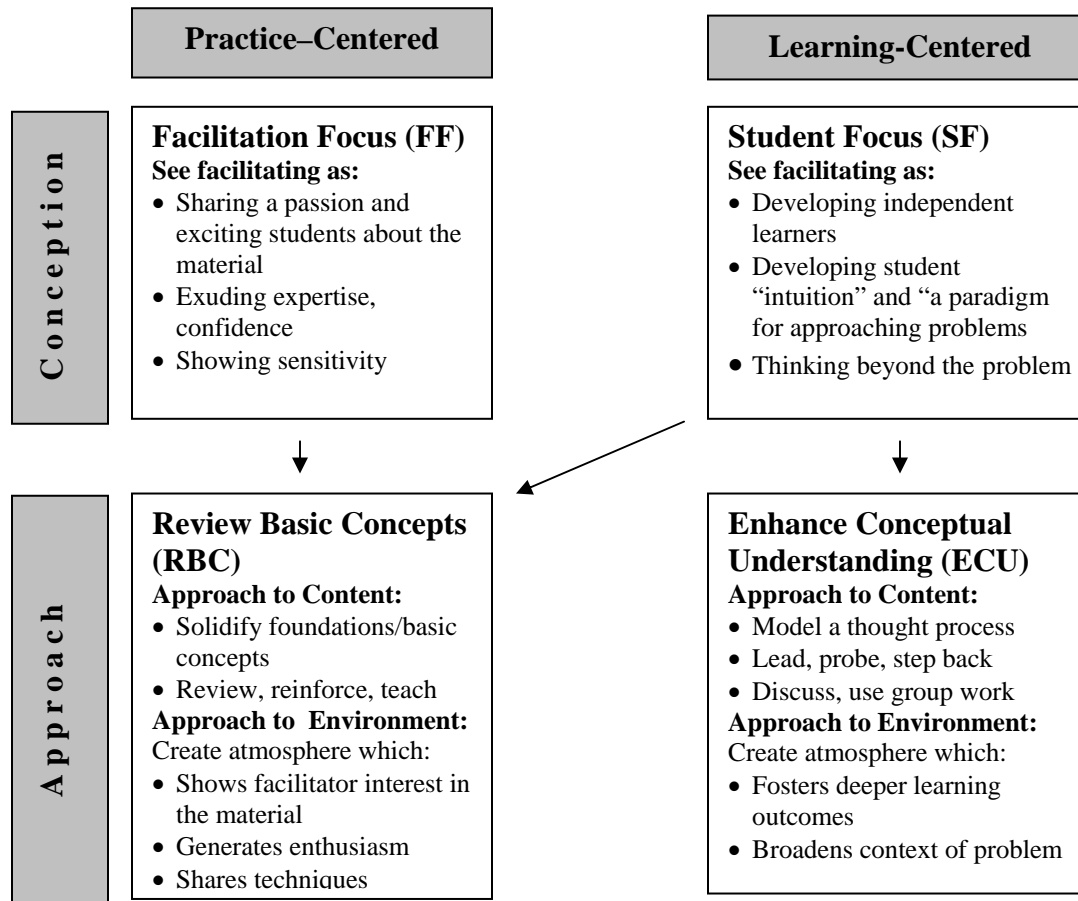 Practice–Centered
Learning-Centered
Conception
Facilitation Focus (FF)
See facilitating as:
• Sharing a passion and
exciting students about the
material
• Exuding expertise,
confidence
• Showing sensitivity
Student Focus (SF)
See facilitating as:
• Developing independent
learners
• Developing student
“intuition” and “a paradigm
for approaching problems
• Thinking beyond the problem
Approach
Review Basic Concepts
(RBC)
Approach to Content:
• Solidify foundations/basic
concepts
• Review, reinforce, teach
Approach to Environment:
Create atmosphere which:
• Shows facilitator interest in
the material
• Generates enthusiasm
• Shares techniques
Enhance Conceptual
Understanding (ECU)
Approach to Content:
• Model a thought process
• Lead, probe, step back
• Discuss, use group work
Approach to Environment:
Create atmosphere which:
• Fosters deeper learning
outcomes
• Broadens context of problem